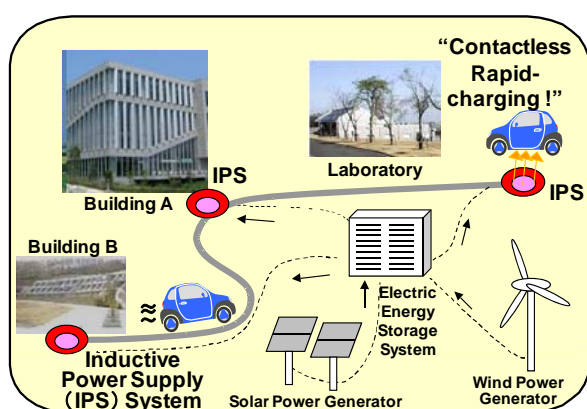 “Contactless
Rapid-
charging !”
IPS
Laboratory
Building A
IPS
Building B
Electric
Energy
Storage
System
Inductive
Power Supply
(IPS) System
Solar Power Generator
Wind Power
Generator